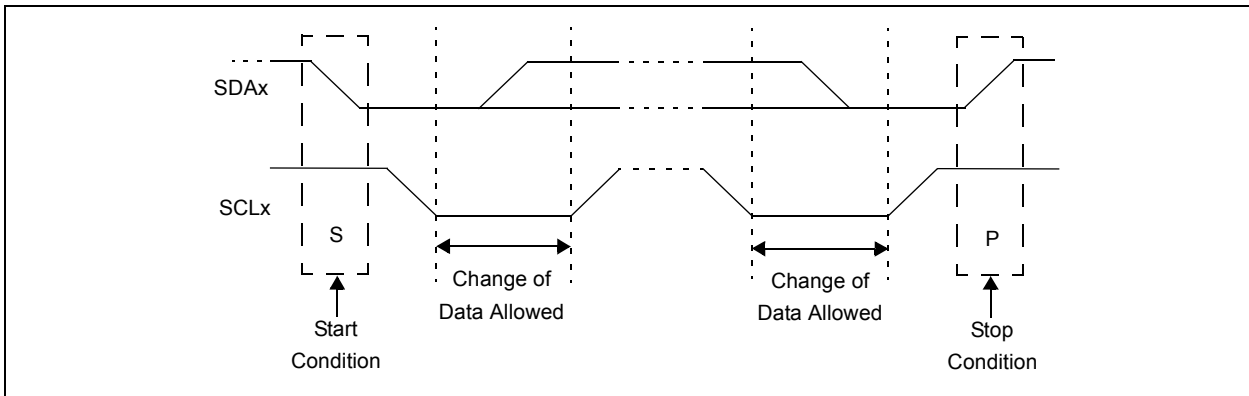 SDAx
SCLx
S
P
Change of
Data Allowed
Change of
Data Allowed
Start
Condition
Stop
Condition